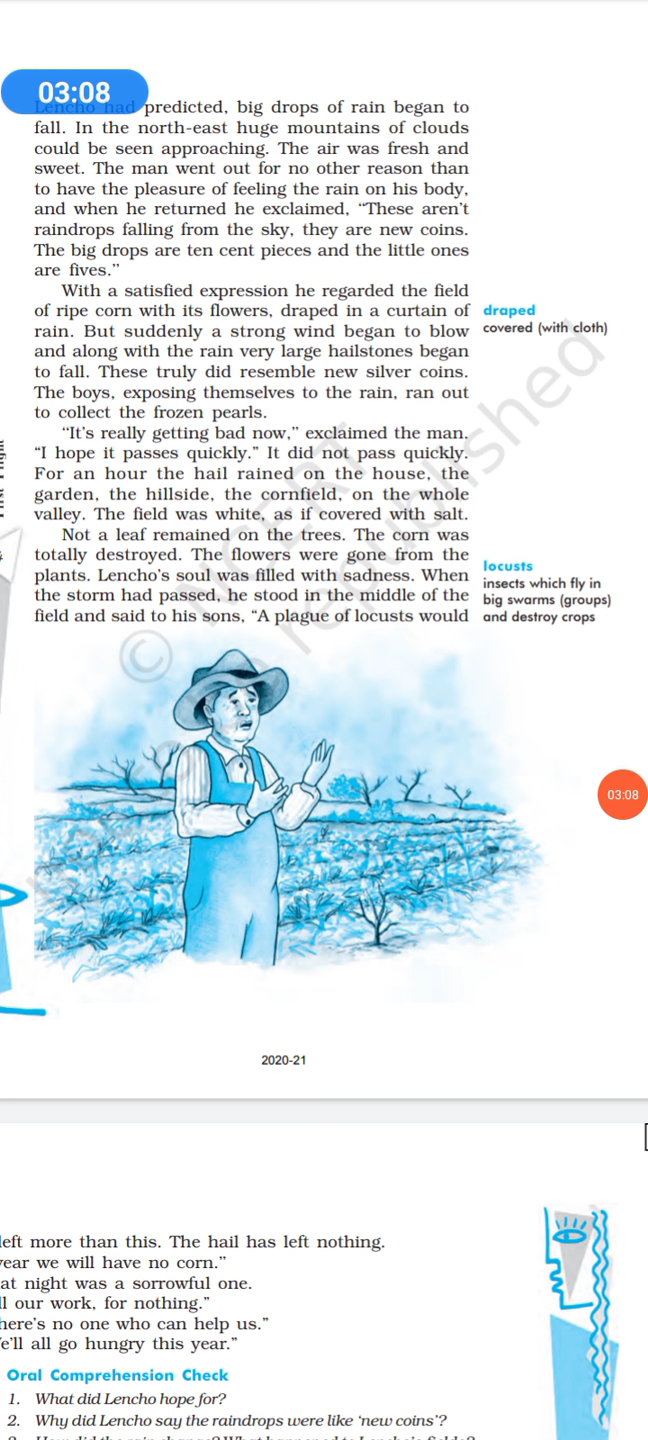 03:08
Lencho had predicted, big drops of rain began to
fall. In the north-east huge mountains of clouds
could be seen approaching. The air was fresh and
sweet. The man went out for no other reason than
to have the pleasure of feeling the rain on his body,
and when he returned he exclaimed, “These aren’t
raindrops falling from the sky, they are new coins.
The big drops are ten cent pieces and the little ones
are fives.”
With a satisfied expression he regarded the field
of ripe corn with its flowers, draped in a curtain of
rain. But suddenly a strong wind began to blow
and along with the rain very large hailstones began
to fall. These truly did resemble new silver coins.
The boys, exposing themselves to the rain, ran out
to collect the frozen pearls.
draped
covered (with cloth)
“It’s really getting bad now,” exclaimed the man.
“I hope it passes quickly.” It did not pass quickly.
For an hour the hail rained on the house, the
garden, the hillside, the cornfield, on the whole
valley. The field was white, as if covered with salt.
Not a leaf remained on the trees. The corn was
totally destroyed. The flowers were gone from the
plants. Lencho’s soul was filled with sadness. When
the storm had passed, he stood in the middle of the
field and said to his sons, “A plague of locusts would
locusts
insects which fly in
big swarms (groups)
and destroy crops
© NCERT
republished
03:08
2020-21
left more than this. The hail has left nothing.
year we will have no corn.”
at night was a sorrowful one.
ll our work, for nothing.”
here’s no one who can help us.”
e’ll all go hungry this year.”
Oral Comprehension Check
1. What did Lencho hope for?
2. Why did Lencho say the raindrops were like ‘new coins’?